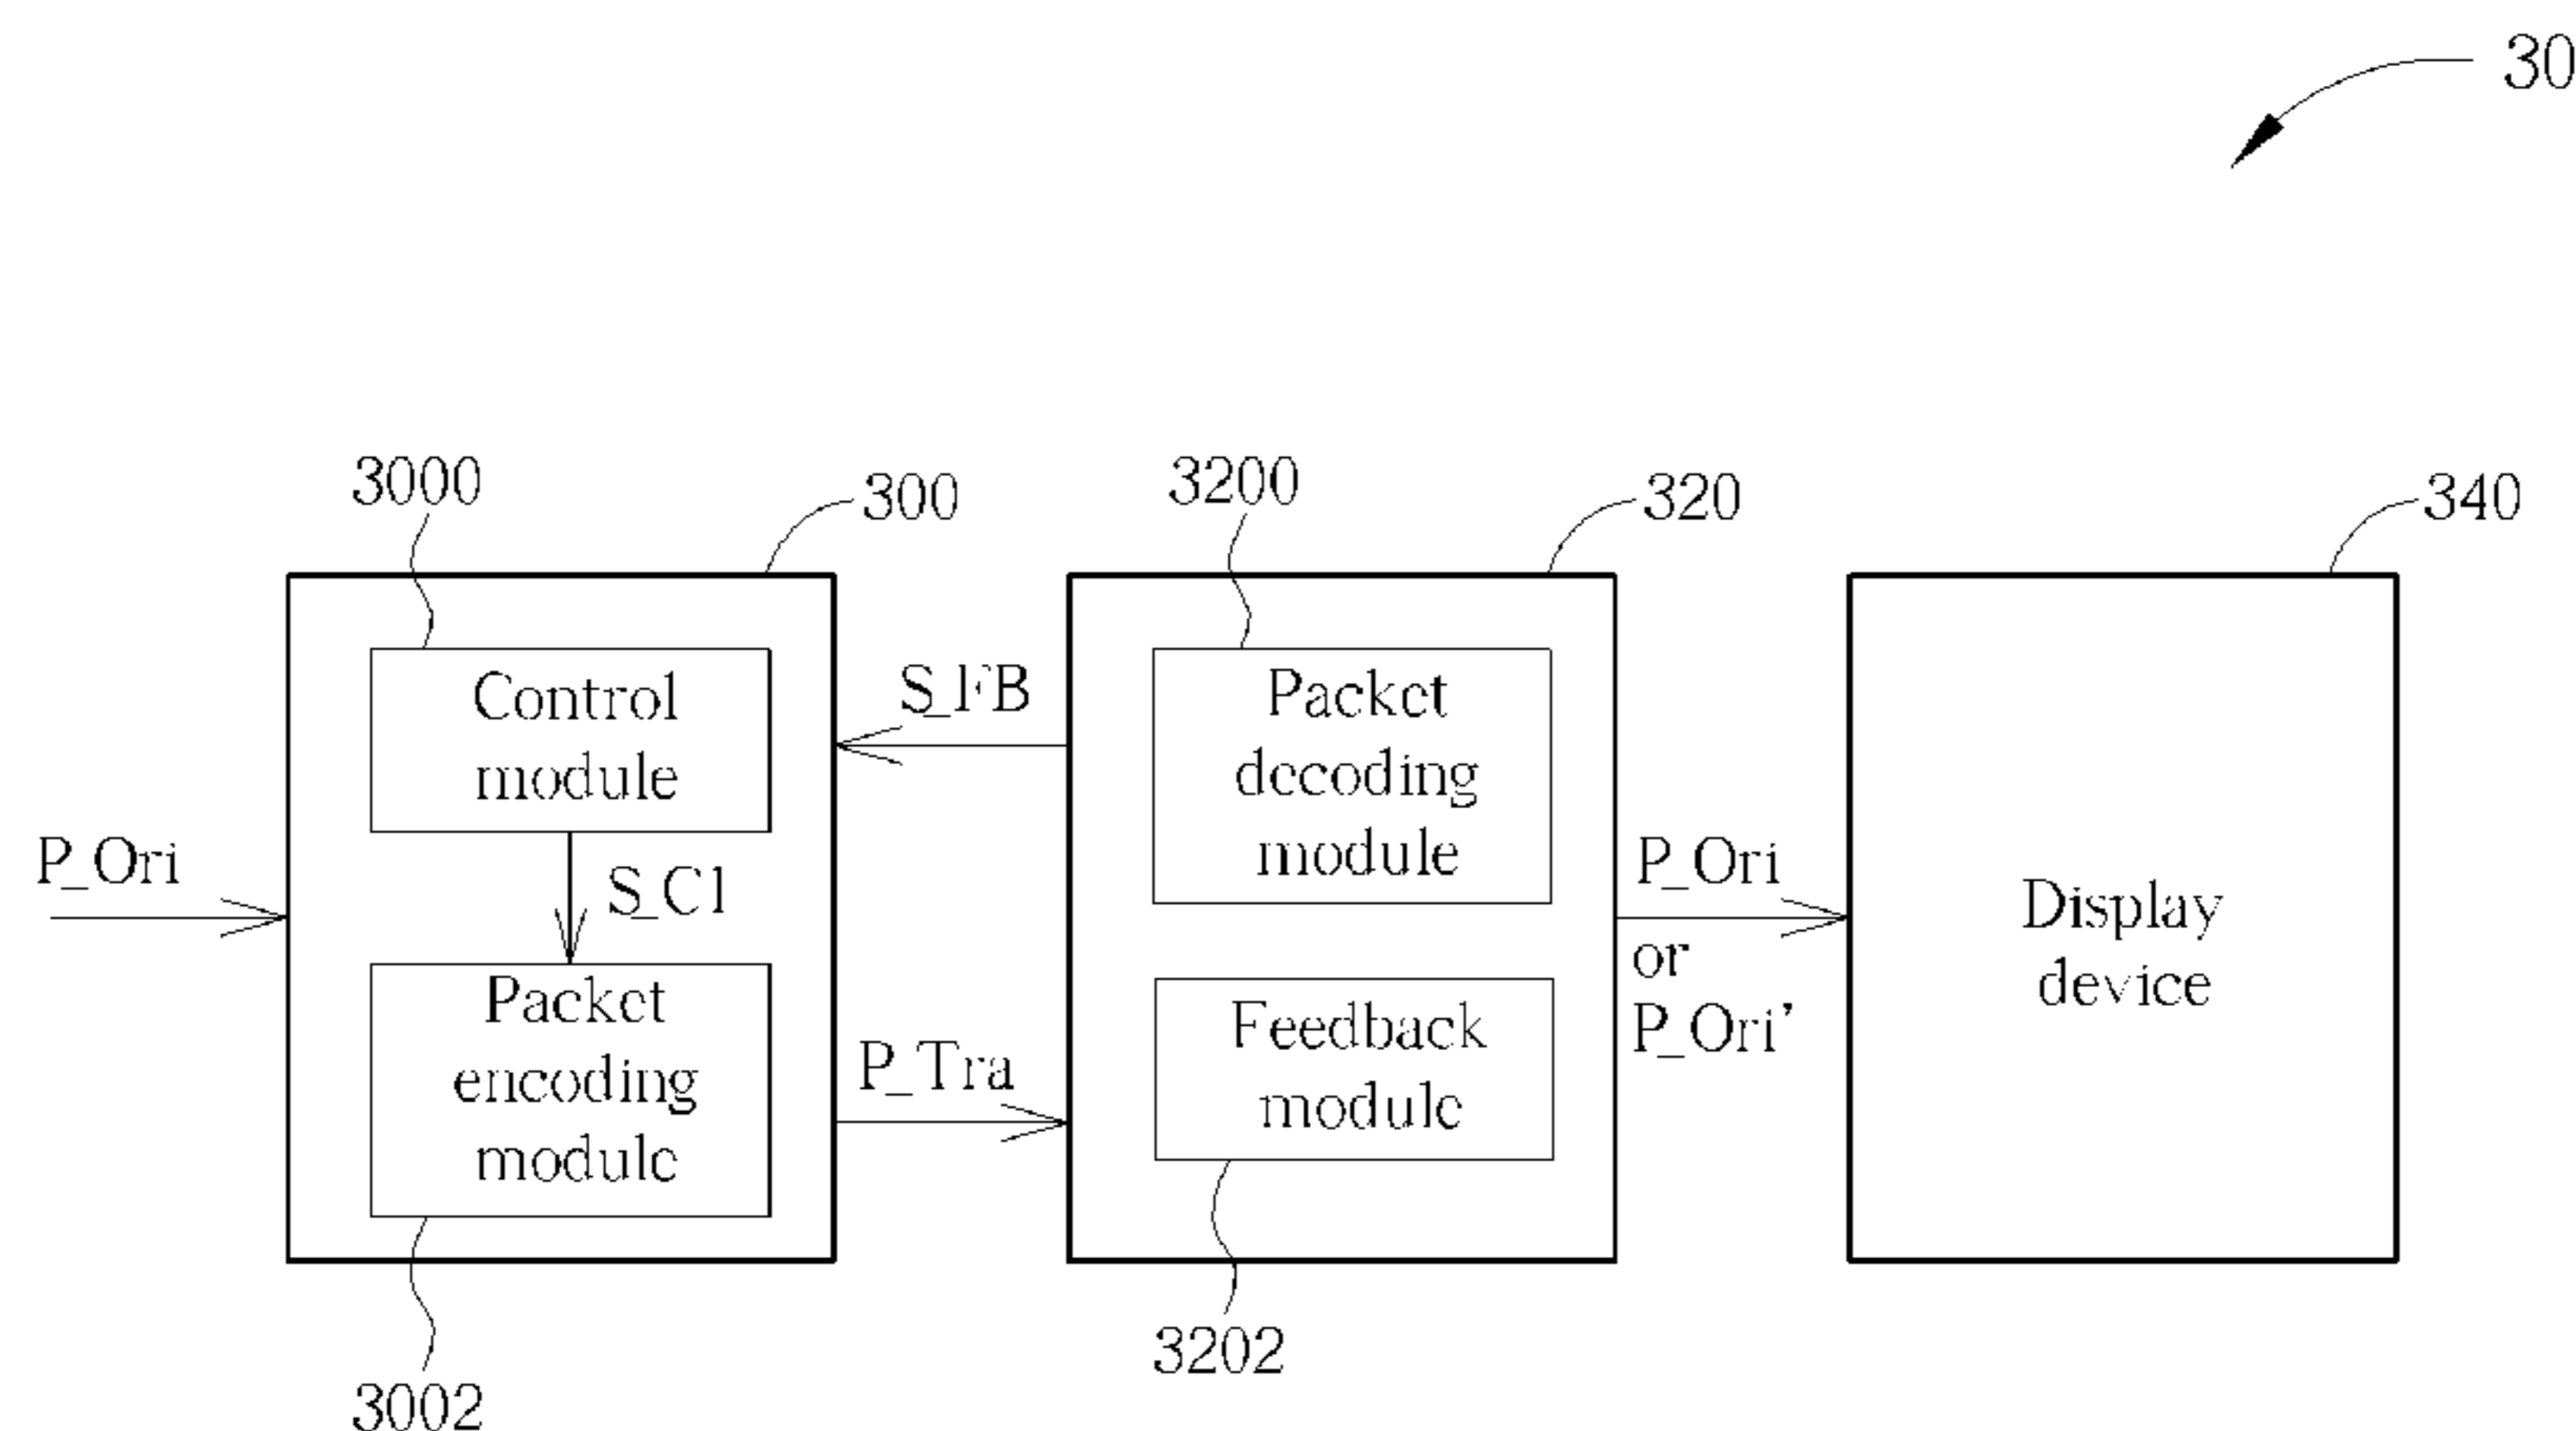 30
3000
300
3200
320
340
Control
module
S_FB
Packet
decoding
module
P_Ori
S_C1
P_Ori
or
P_Ori'
Display
device
Packet
encoding
module
P_Tra
Feedback
module
3202
3002